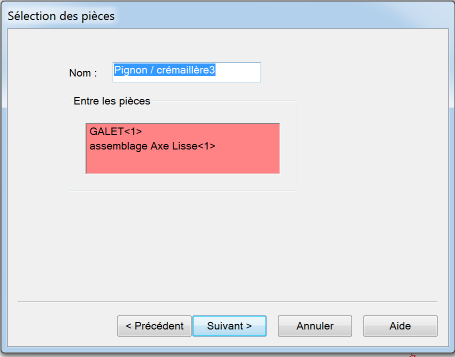 Sélection des pièces
Nom : Pignon / crémaillère3
Entre les pièces
GALET<1>
assemblage Axe Lisse<1>
< Précédent Suivant > Annuler Aide